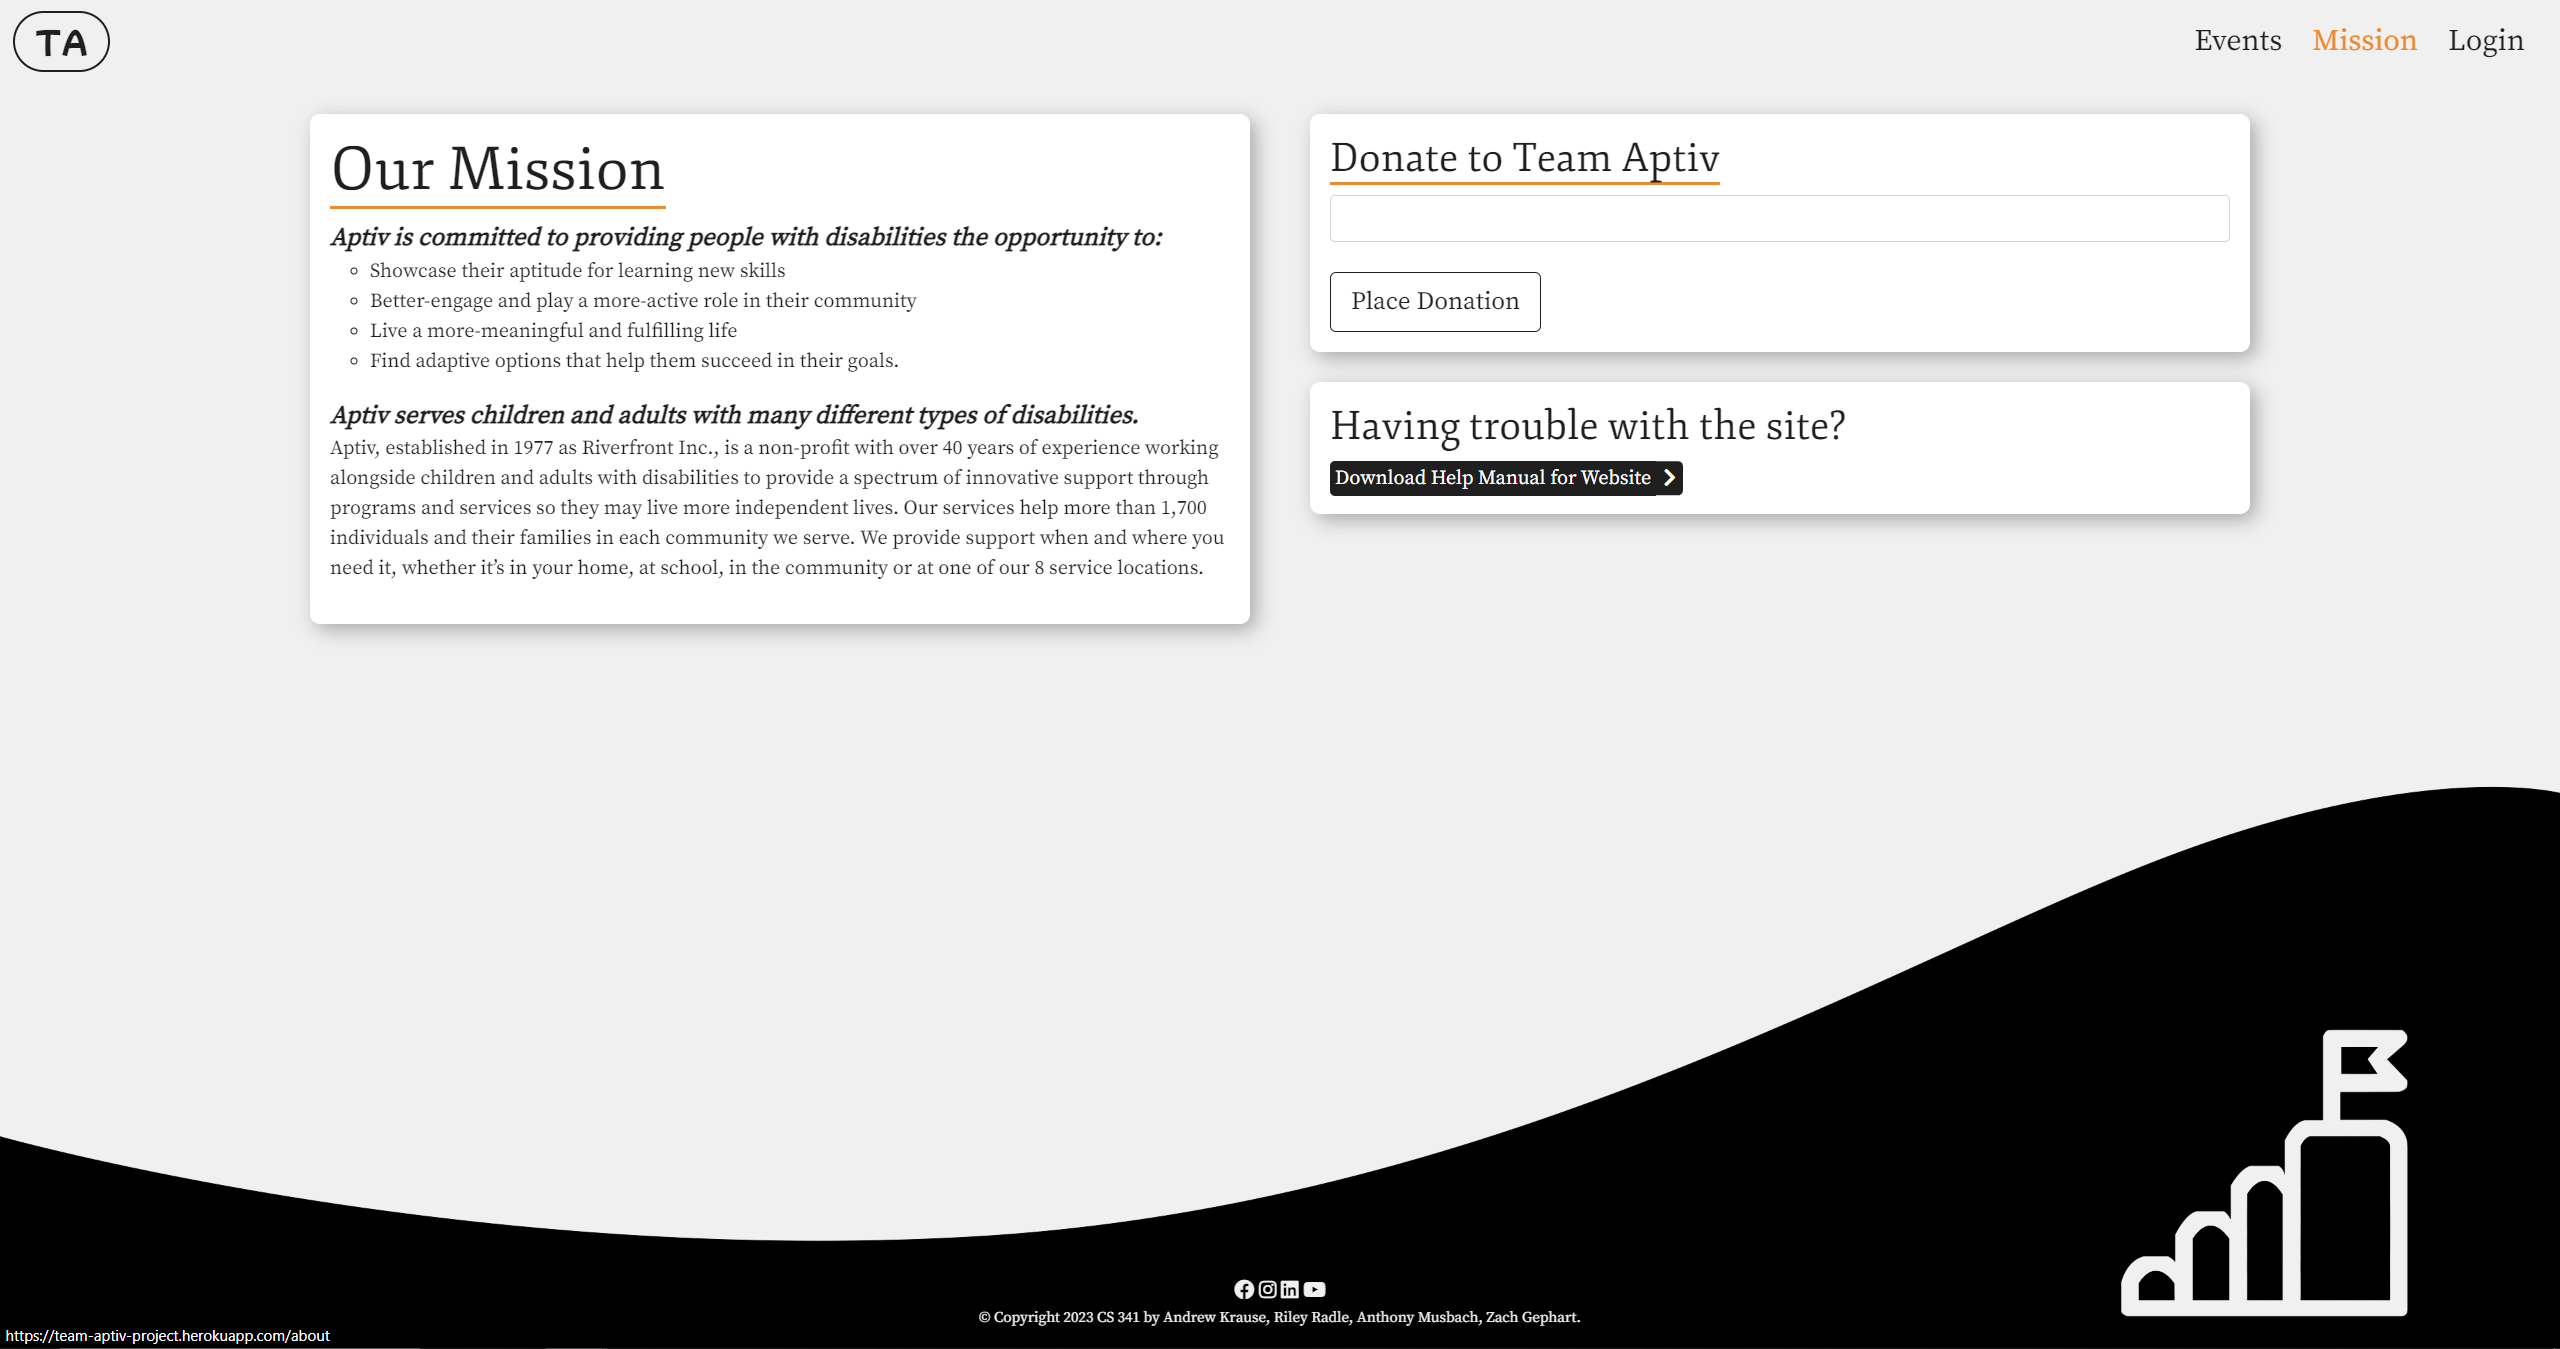 TA
Events Mission Login
Our Mission
Aptiv is committed to providing people with disabilities the opportunity to:
Showcase their aptitude for learning new skills
Better-engage and play a more-active role in their community
Live a more-meaningful and fulfilling life
Find adaptive options that help them succeed in their goals.
Aptiv serves children and adults with many different types of disabilities.
Aptiv, established in 1977 as Riverfront Inc., is a non-profit with over 40 years of experience working
alongside children and adults with disabilities to provide a spectrum of innovative support through
programs and services so they may live more independent lives. Our services help more than 1,700
individuals and their families in each community we serve. We provide support when and where you
need it, whether it’s in your home, at school, in the community or at one of our 8 service locations.
Donate to Team Aptiv
Place Donation
Having trouble with the site?
Download Help Manual for Website
© Copyright 2023 CS 341 by Andrew Krause, Riley Radle, Anthony Musbach, Zach Gephart.
https://team-aptiv-project.herokuapp.com/about